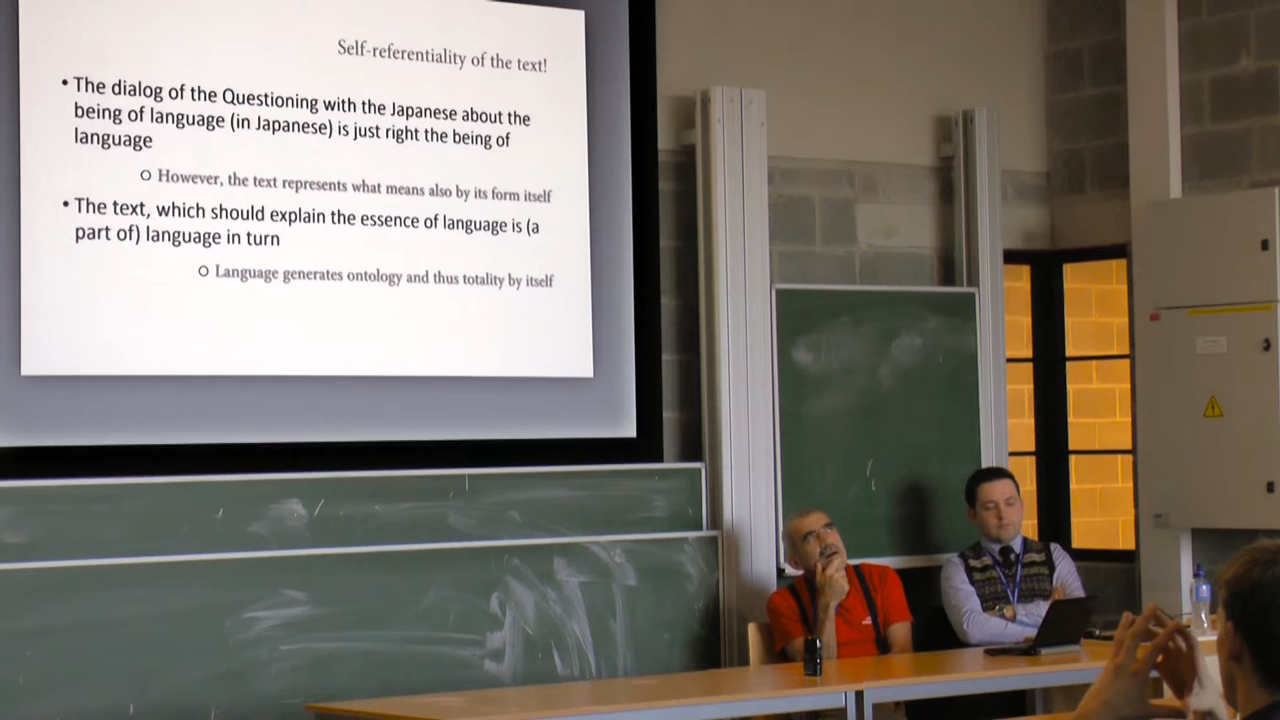 Self-referentiality of the text!
• The dialog of the Questioning with the Japanese about the
being of language (in Japanese) is just right the being of
language
o However, the text represents what means also by its form itself
• The text, which should explain the essence of language is (a
part of) language in turn
o Language generates ontology and thus totality by itself